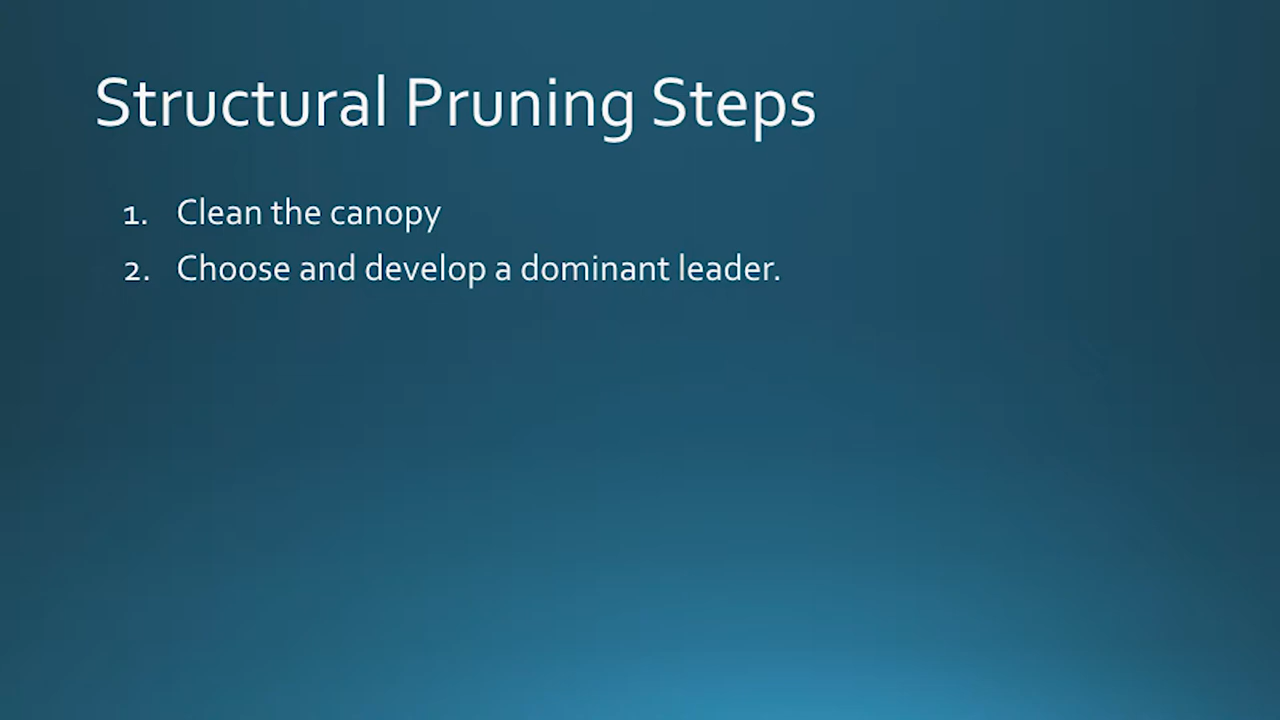 Structural Pruning Steps
1. Clean the canopy
2. Choose and develop a dominant leader.